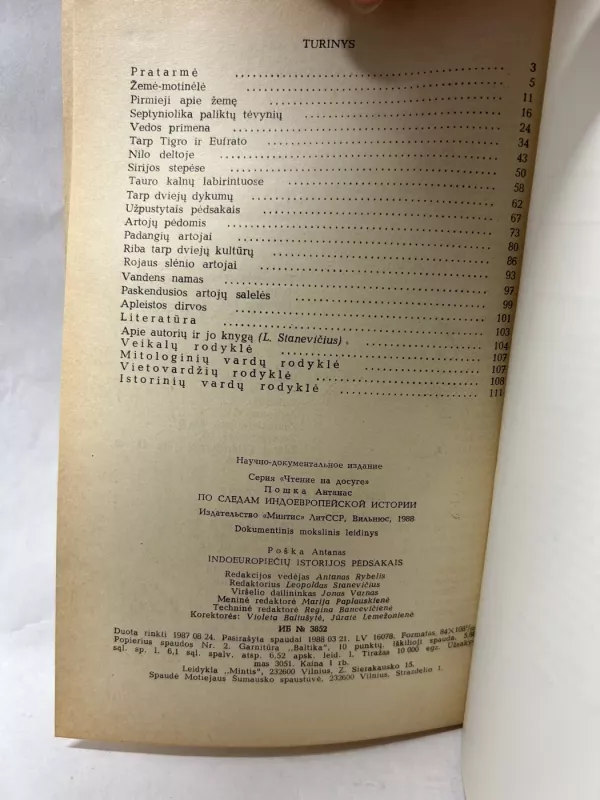 TURINYS
Pratarmė 3
Žemė-motinėlė 5
Pirmieji apie žemę 11
Septyniolika paliktų tėvynių 16
Vedos primena 24
Tarp Tigro ir Eufrato 34
Nilo deltoje 43
Sirijos stepėse 50
Tauro kalnų labirintuose 58
Tarp dviejų dykumų 62
Užpustytais pėdsakais 67
Artojų pėdomis 73
Padangių artojai 80
Riba tarp dviejų kultūrų 86
Rojaus slėnio artojai 93
Vandens namas 97
Paskendusios artojų salelės 99
Apleistos dirvos 101
Literatūra 103
Apie autorių ir jo knygą (L. Stanevičius) 104
Veikalų rodyklė 107
Mitologinių vardų rodyklė 107
Vietovardžių rodyklė 108
Istorinių vardų rodyklė 111
Научно-документальное издание
Серия «Чтение на досуге»
Пошка Антанас
ПО СЛЕДАМ ИНДОЕВРОПЕЙСКОЙ ИСТОРИИ
Издательство «Минтис» ЛитССР, Вильнюс, 1988
Dokumentinis mokslinis leidinys
Poška Antanas
INDOEUROPIEČIŲ ISTORIJOS PĖDSAKAIS
Redakcijos vedėjas Antanas Rybelis
Redaktorius Leopoldas Stanevičius
Viršelio dailininkas Jonas Varnas
Meninė redaktorė Marija Paplauskienė
Techninė redaktorė Regina Bancevičienė
Korektorės: Violeta Baltušytė, Jūratė Lemežonienė
ИБ № 3852
Duota rinkti 1987 08 24. Pasirašyta spaudai 1988 03 21. LV 16078. Formatas 84×108¹/
Popierius spaudos Nr. 2. Garnitūra „Baltika", 10 punktų. Iškilioji spauda.
sąl. sp. l. 6,1 sąl. spalv. atsp. 6,52 apsk. leid. l. Tiražas 10 000 egz. Užsaky-
mas 3051. Kaina 1 rb.
Leidykla „Mintis", 232600 Vilnius, Z. Sierakausko 15.
Spaudė Motiejaus Šumausko spaustuvė, 232600 Vilnius, Strazdelio 1.